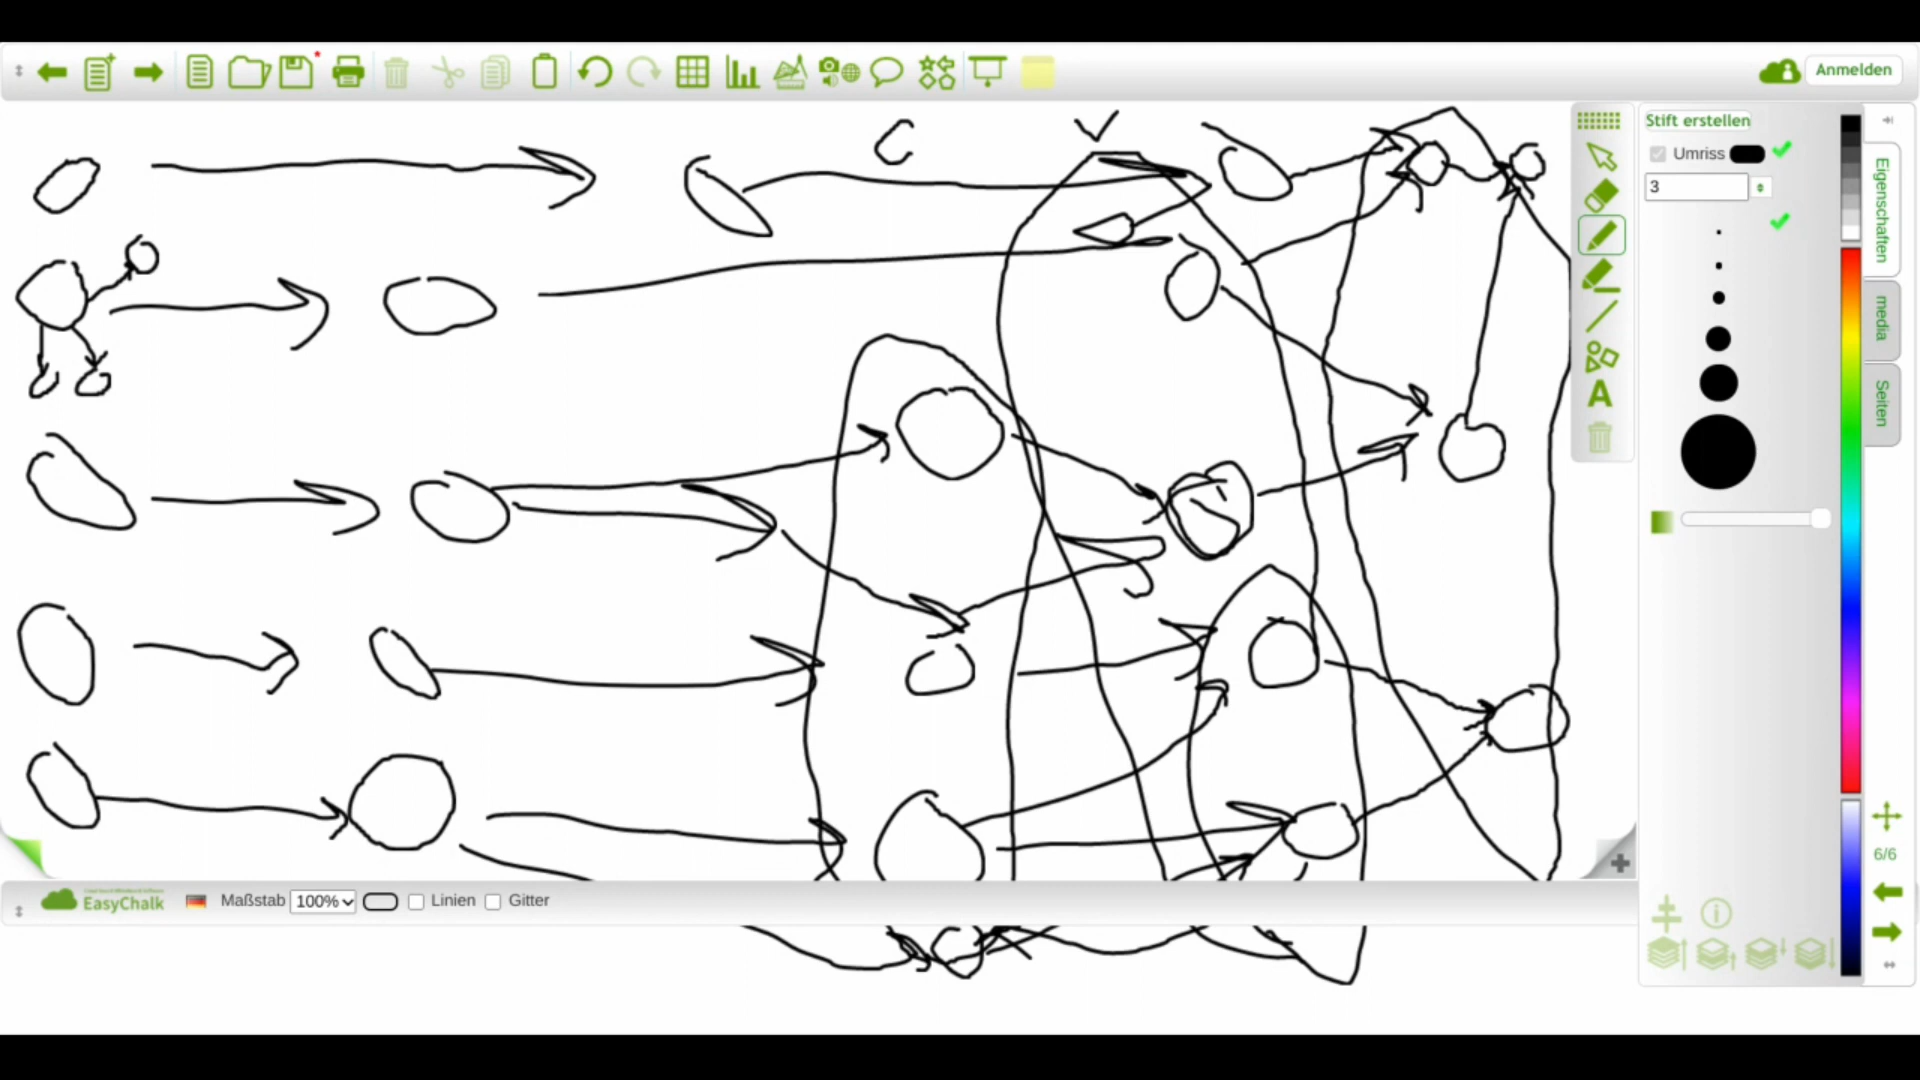 Anmelden
C V
Stift erstellen
Umriss
3
Eigenschaften
media
A
Seiten
6/6
EasyChalk
Maßstab 100% Linien Gitter